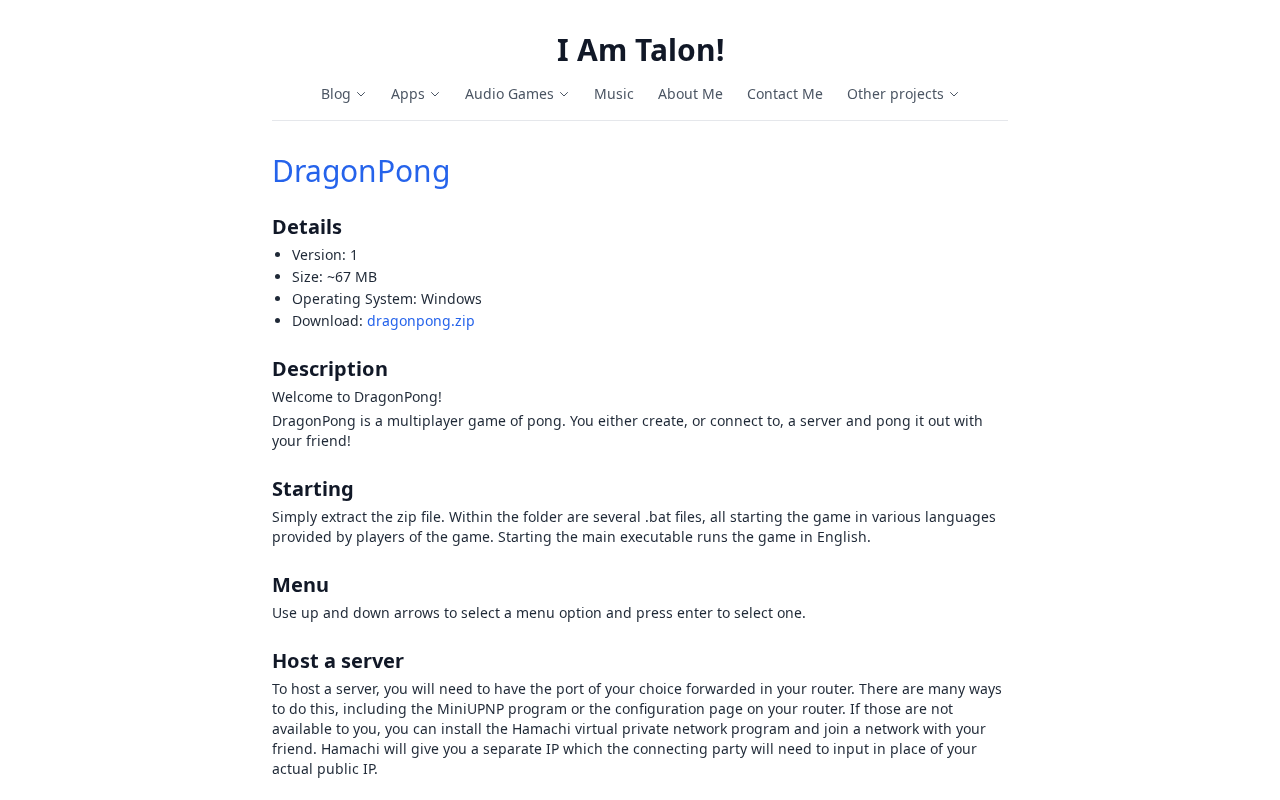 I Am Talon!
Blog Apps Audio Games Music About Me Contact Me Other projects
DragonPong
Details
• Version: 1
• Size: ~67 MB
• Operating System: Windows
• Download: dragonpong.zip
Description
Welcome to DragonPong!
DragonPong is a multiplayer game of pong. You either create, or connect to, a server and pong it out with
your friend!
Starting
Simply extract the zip file. Within the folder are several .bat files, all starting the game in various languages
provided by players of the game. Starting the main executable runs the game in English.
Menu
Use up and down arrows to select a menu option and press enter to select one.
Host a server
To host a server, you will need to have the port of your choice forwarded in your router. There are many ways
to do this, including the MiniUPNP program or the configuration page on your router. If those are not
available to you, you can install the Hamachi virtual private network program and join a network with your
friend. Hamachi will give you a separate IP which the connecting party will need to input in place of your
actual public IP.